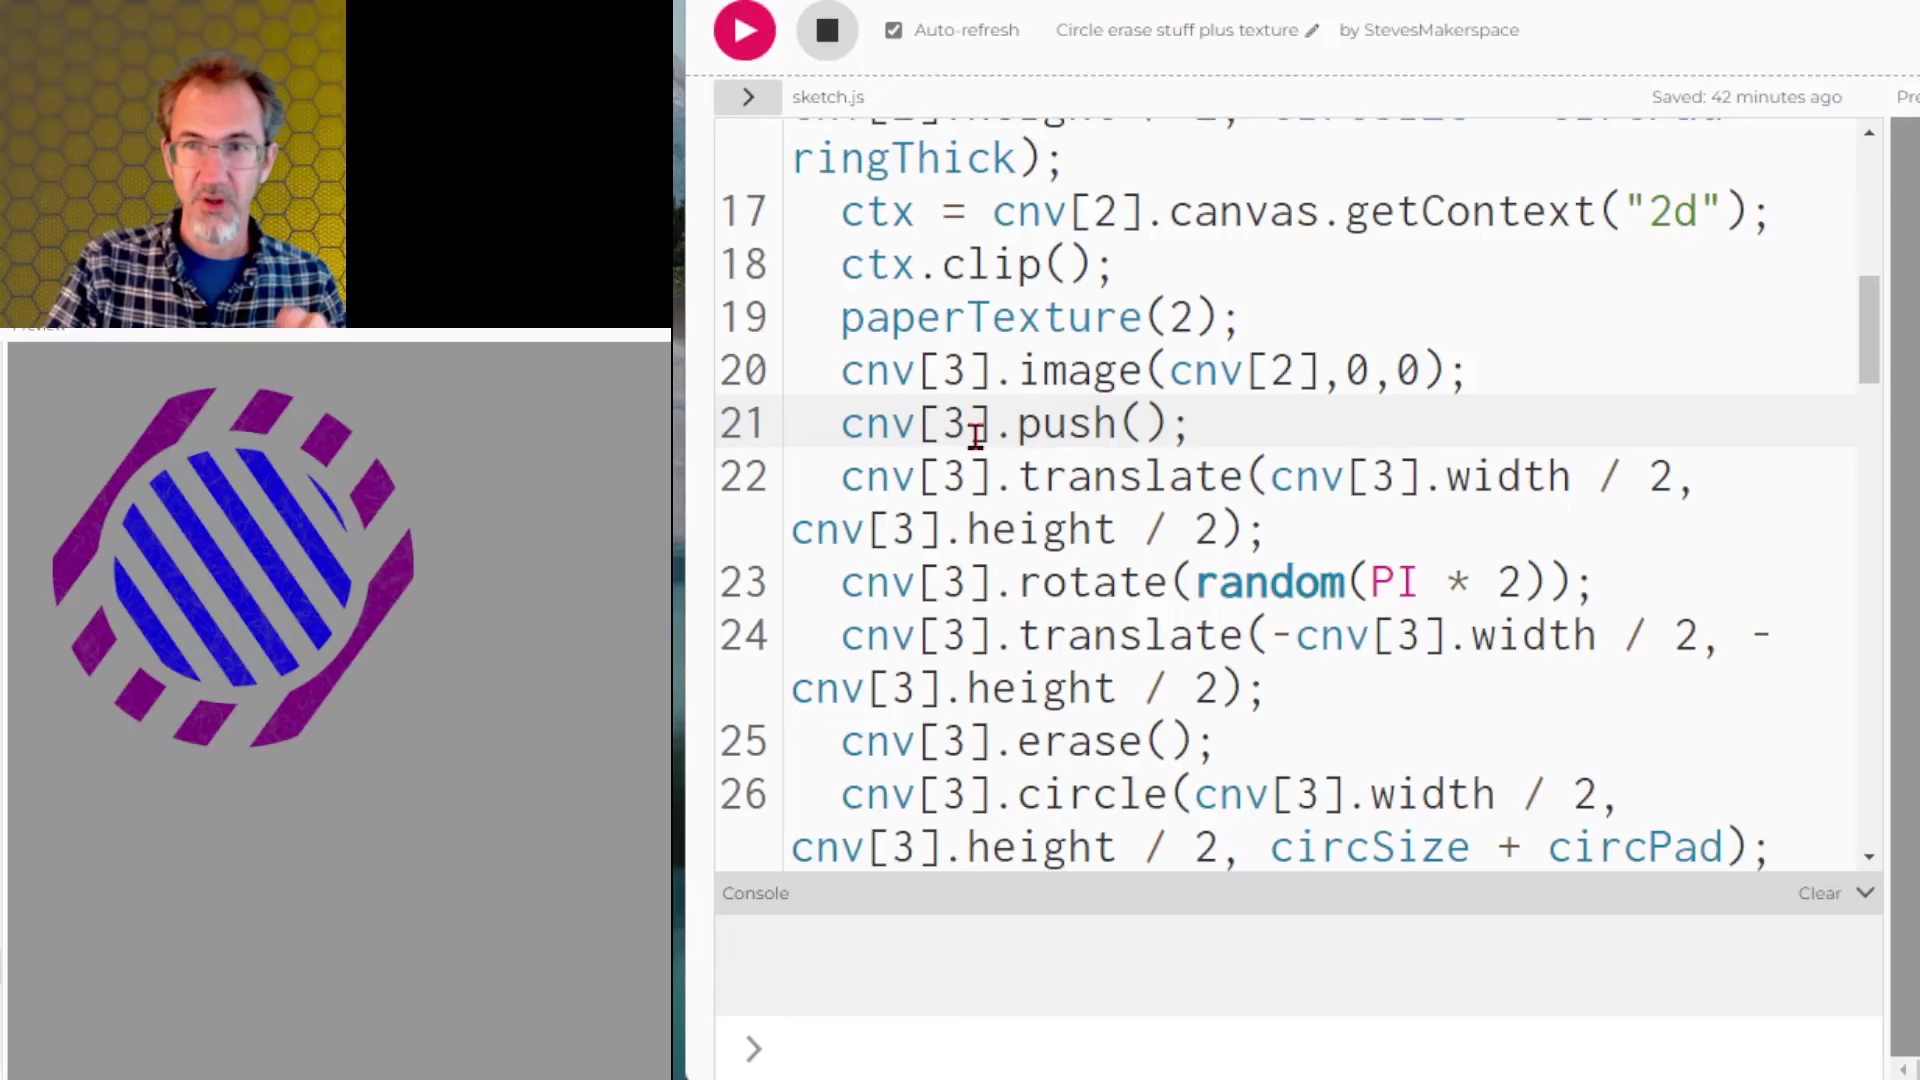 Auto-refresh
Circle erase stuff plus texture
by StevesMakerspace
sketch.js
Saved: 42 minutes ago
Pre
ringThick);
17 ctx = cnv[2].canvas.getContext("2d");
18 ctx.clip();
19 paperTexture(2);
20 cnv[3].image(cnv[2],0,0);
21 cnv[3].push();
22 cnv[3].translate(cnv[3].width / 2,
cnv[3].height / 2);
23 cnv[3].rotate(random(PI * 2));
24 cnv[3].translate(-cnv[3].width / 2, -
cnv[3].height / 2);
25 cnv[3].erase();
26 cnv[3].circle(cnv[3].width / 2,
cnv[3].height / 2, circSize + circPad);
Console
Clear
>